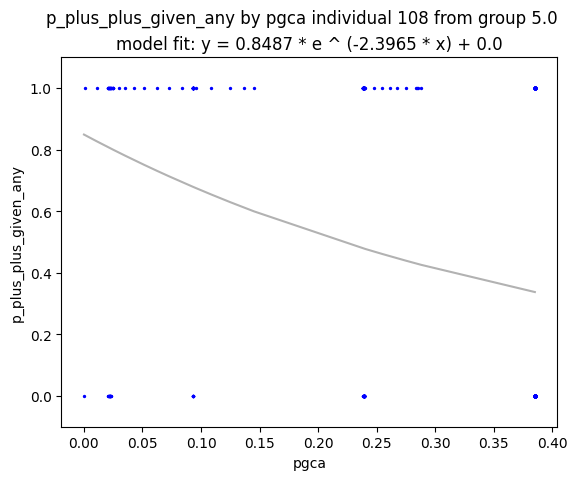 p_plus_plus_given_any by pgca individual 108 from group 5.0
model fit: y = 0.8487 * e ^ (-2.3965 * x) + 0.0
1.0
0.8
0.6
0.4
0.2
0.0
p_plus_plus_given_any
0.00 0.05 0.10 0.15 0.20 0.25 0.30 0.35 0.40
pgca